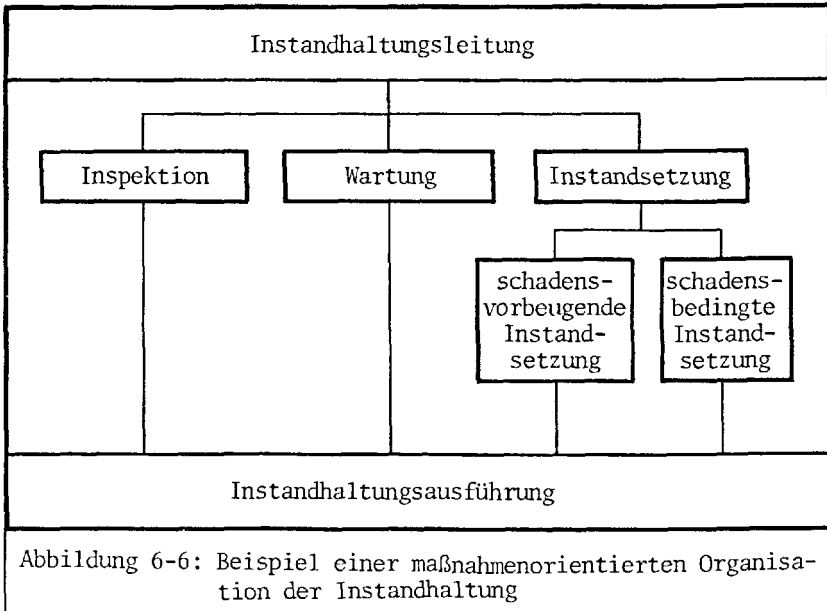 Instandhaltungsleitung
Inspektion
Wartung
Instandsetzung
schadens-
vorbeugende
Instand-
setzung
schadens-
bedingte
Instand-
setzung
Instandhaltungsausführung
Abbildung 6-6: Beispiel einer maßnahmenorientierten Organisa-
tion der Instandhaltung